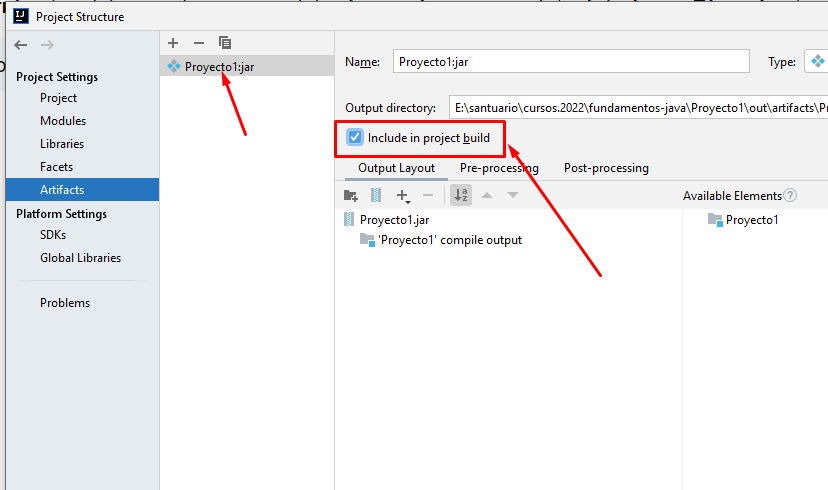 Project Structure
Project Settings
Project
Modules
Libraries
Facets
Artifacts
Platform Settings
SDKs
Global Libraries
Problems
Proyecto1:jar
Name: Proyecto1:jar Type:
Output directory: E:\santuario\cursos.2022\fundamentos-java\Proyecto1\out\artifacts\P
Include in project build
Output Layout Pre-processing Post-processing
Available Elements
Proyecto1.jar
'Proyecto1' compile output
Proyecto1